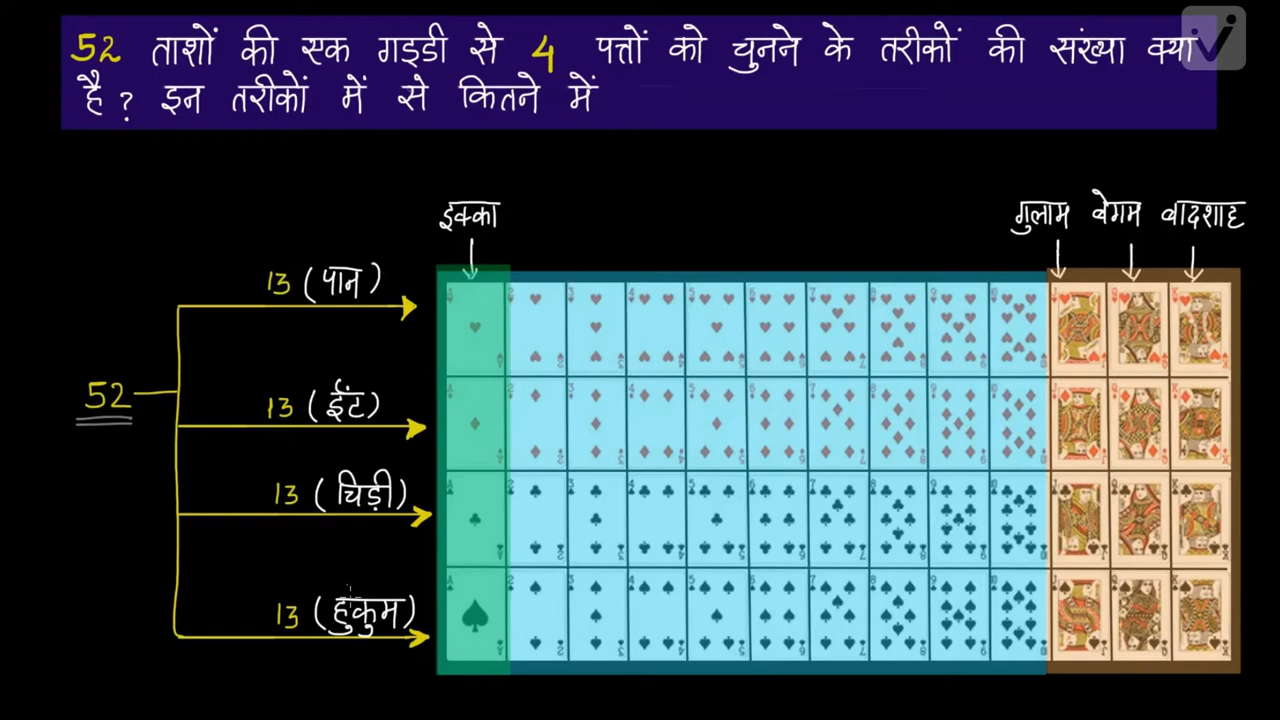 52 ताशों की एक गड्डी से 4 पत्तों को चुनने के तरीकों की संख्या क्या
है ? इन तरीकों में से कितने में
इक्का
गुलाम बेगम बादशाह
13 (पान)
13 (ईंट)
52
13 (चिड़ी)
13 (हुकुम)